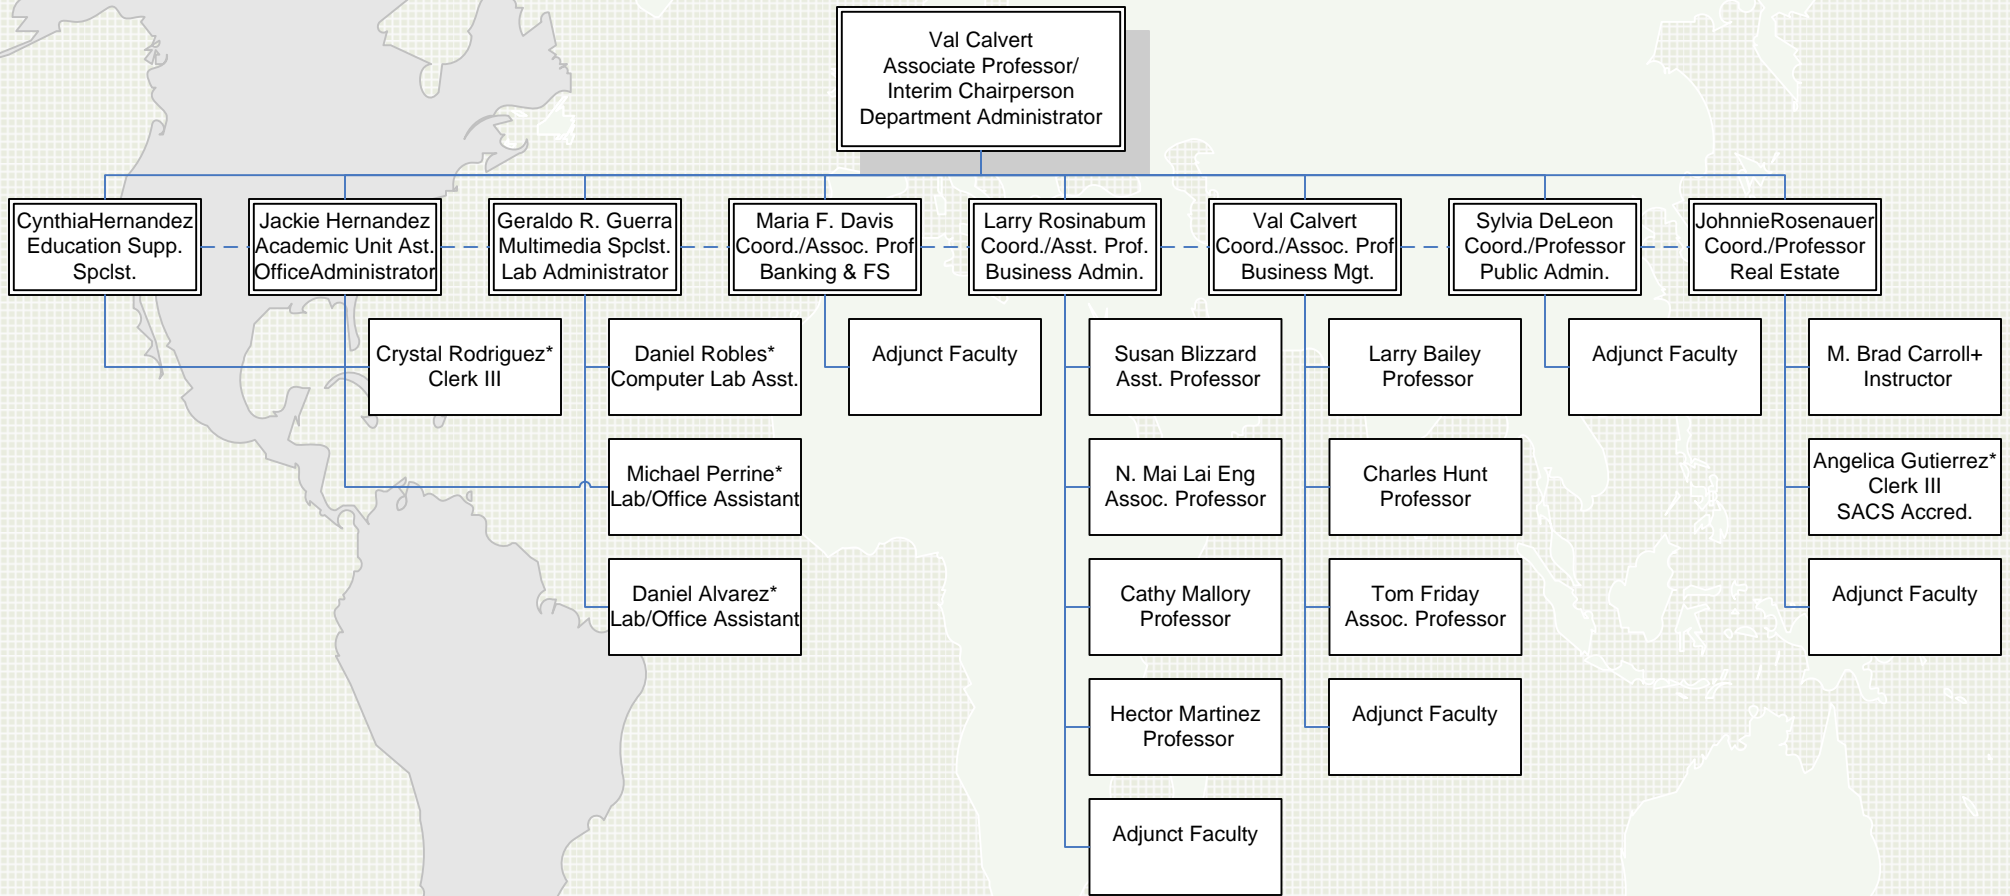 Val Calvert
Associate Professor/
Interim Chairperson
Department Administrator
CynthiaHernandez
Education Supp.
Spclst.
Jackie Hernandez
Academic Unit Ast.
OfficeAdministrator
Geraldo R. Guerra
Multimedia Spclst.
Lab Administrator
Maria F. Davis
Coord./Assoc. Prof
Banking & FS
Larry Rosinabum
Coord./Asst. Prof.
Business Admin.
Val Calvert
Coord./Assoc. Prof
Business Mgt.
Sylvia DeLeon
Coord./Professor
Public Admin.
JohnnieRosenauer
Coord./Professor
Real Estate
Crystal Rodriguez*
Clerk III
Daniel Robles*
Computer Lab Asst.
Adjunct Faculty
Susan Blizzard
Asst. Professor
Larry Bailey
Professor
Adjunct Faculty
M. Brad Carroll+
Instructor
Michael Perrine*
Lab/Office Assistant
N. Mai Lai Eng
Assoc. Professor
Charles Hunt
Professor
Angelica Gutierrez*
Clerk III
SACS Accred.
Daniel Alvarez*
Lab/Office Assistant
Cathy Mallory
Professor
Tom Friday
Assoc. Professor
Adjunct Faculty
Hector Martinez
Professor
Adjunct Faculty
Adjunct Faculty